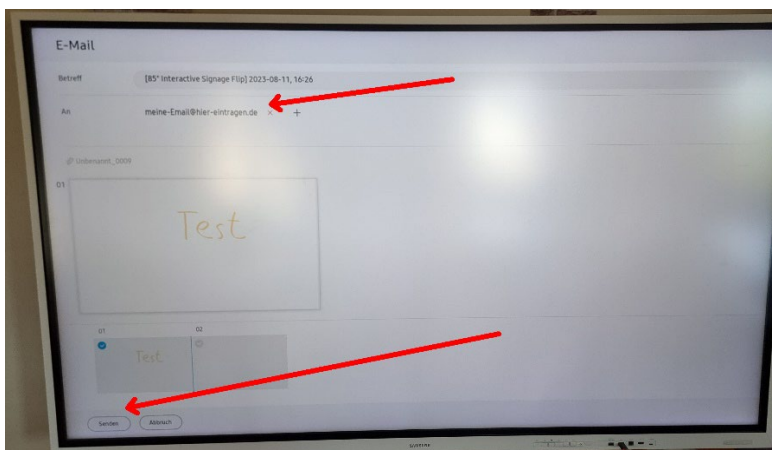 E-Mail
Betreff [85" Interactive Signage Flip] 2023-08-11, 16:26
An meine-Email@hier-eintragen.de × +
Unbenannt_0009
01
Test
01 02
Test
Senden Abbruch
SAMSUNG